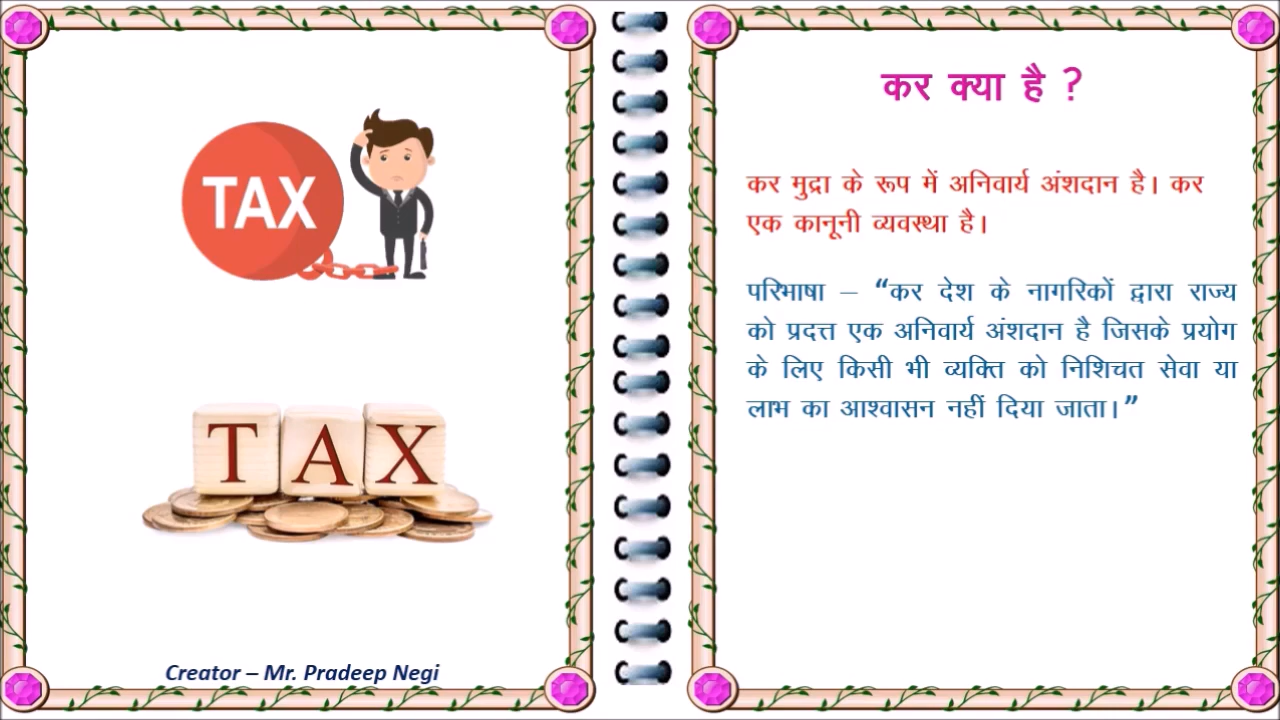 TAX
TAX
Creator – Mr. Pradeep Negi
कर क्या है ?
कर मुद्रा के रूप में अनिवार्य अंशदान है। कर
एक कानूनी व्यवस्था है।
परिभाषा – “कर देश के नागरिकों द्वारा राज्य
को प्रदत्त एक अनिवार्य अंशदान है जिसके प्रयोग
के लिए किसी भी व्यक्ति को निशिचत सेवा या
लाभ का आश्वासन नहीं दिया जाता।”